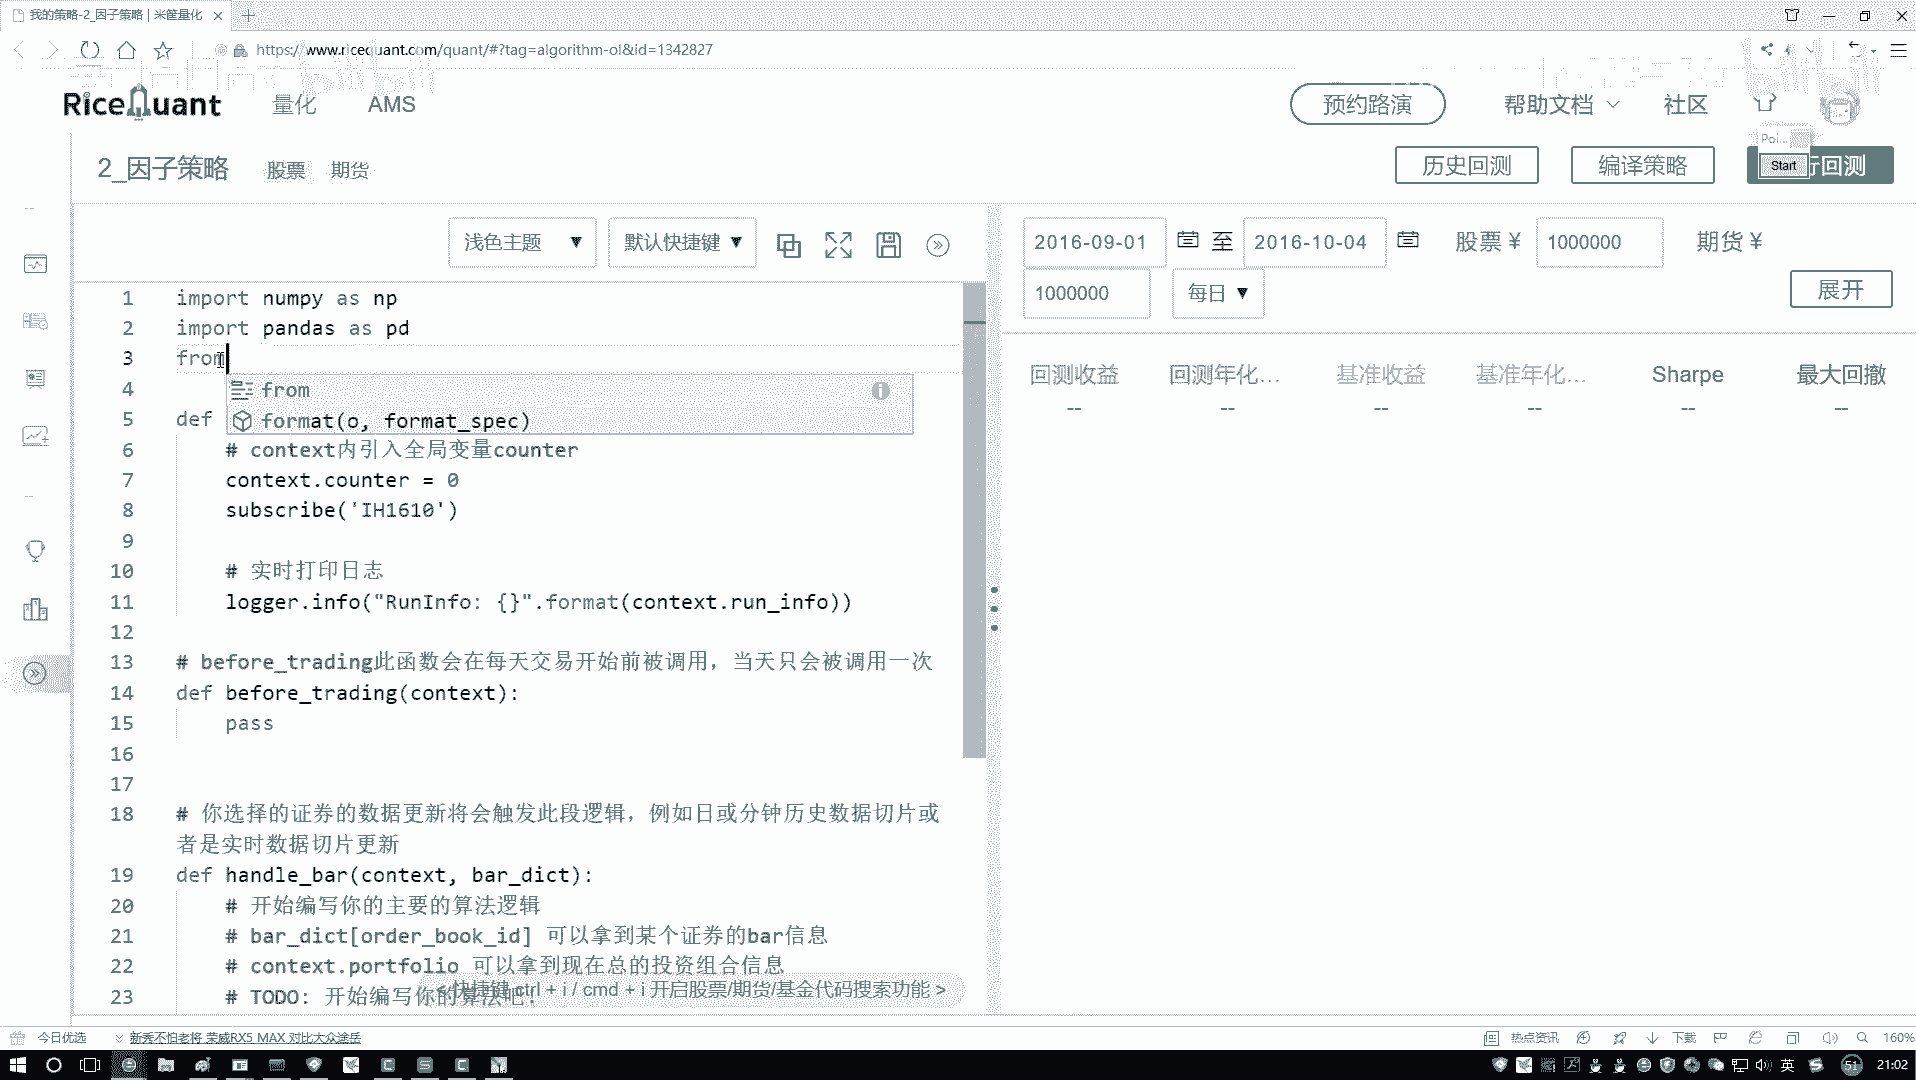 我的策略-2_因子策略 | 米筐量化
https://www.ricequant.com/quant/#?tag=algorithm-ol&id=1342827
RiceQuant 量化 AMS 预约路演 帮助文档 社区
Poi...
2_因子策略 股票 期货 历史回测 编译策略 Start 行回测
浅色主题 ▼ 默认快捷键 ▼ 2016-09-01 至 2016-10-04 股票 ¥ 1000000 期货 ¥
1000000 每日 ▼ 展开
1 import numpy as np
2 import pandas as pd
3 from
4 from
format(o, format_spec)
5 def
6 # context内引入全局变量counter
7 context.counter = 0
8 subscribe('IH1610')
9
10 # 实时打印日志
11 logger.info("RunInfo: {}".format(context.run_info))
12
13 # before_trading此函数会在每天交易开始前被调用，当天只会被调用一次
14 def before_trading(context):
15 pass
16
17
18 # 你选择的证券的数据更新将会触发此段逻辑，例如日或分钟历史数据切片或
者是实时数据切片更新
19 def handle_bar(context, bar_dict):
20 # 开始编写你的主要的算法逻辑
21 # bar_dict[order_book_id] 可以拿到某个证券的bar信息
22 # context.portfolio 可以拿到现在总的投资组合信息
23 # TODO: 开始编写你的算法吧!
< 快捷键 ctrl + i / cmd + i 开启股票/期货/基金代码搜索功能 >
回测收益 回测年化... 基准收益 基准年化... Sharpe 最大回撤
-- -- -- -- -- --
今日优选 新秀不怕老将 荣威RX5 MAX 对比大众途岳 热点资讯 下载 160%
英 51 21:02